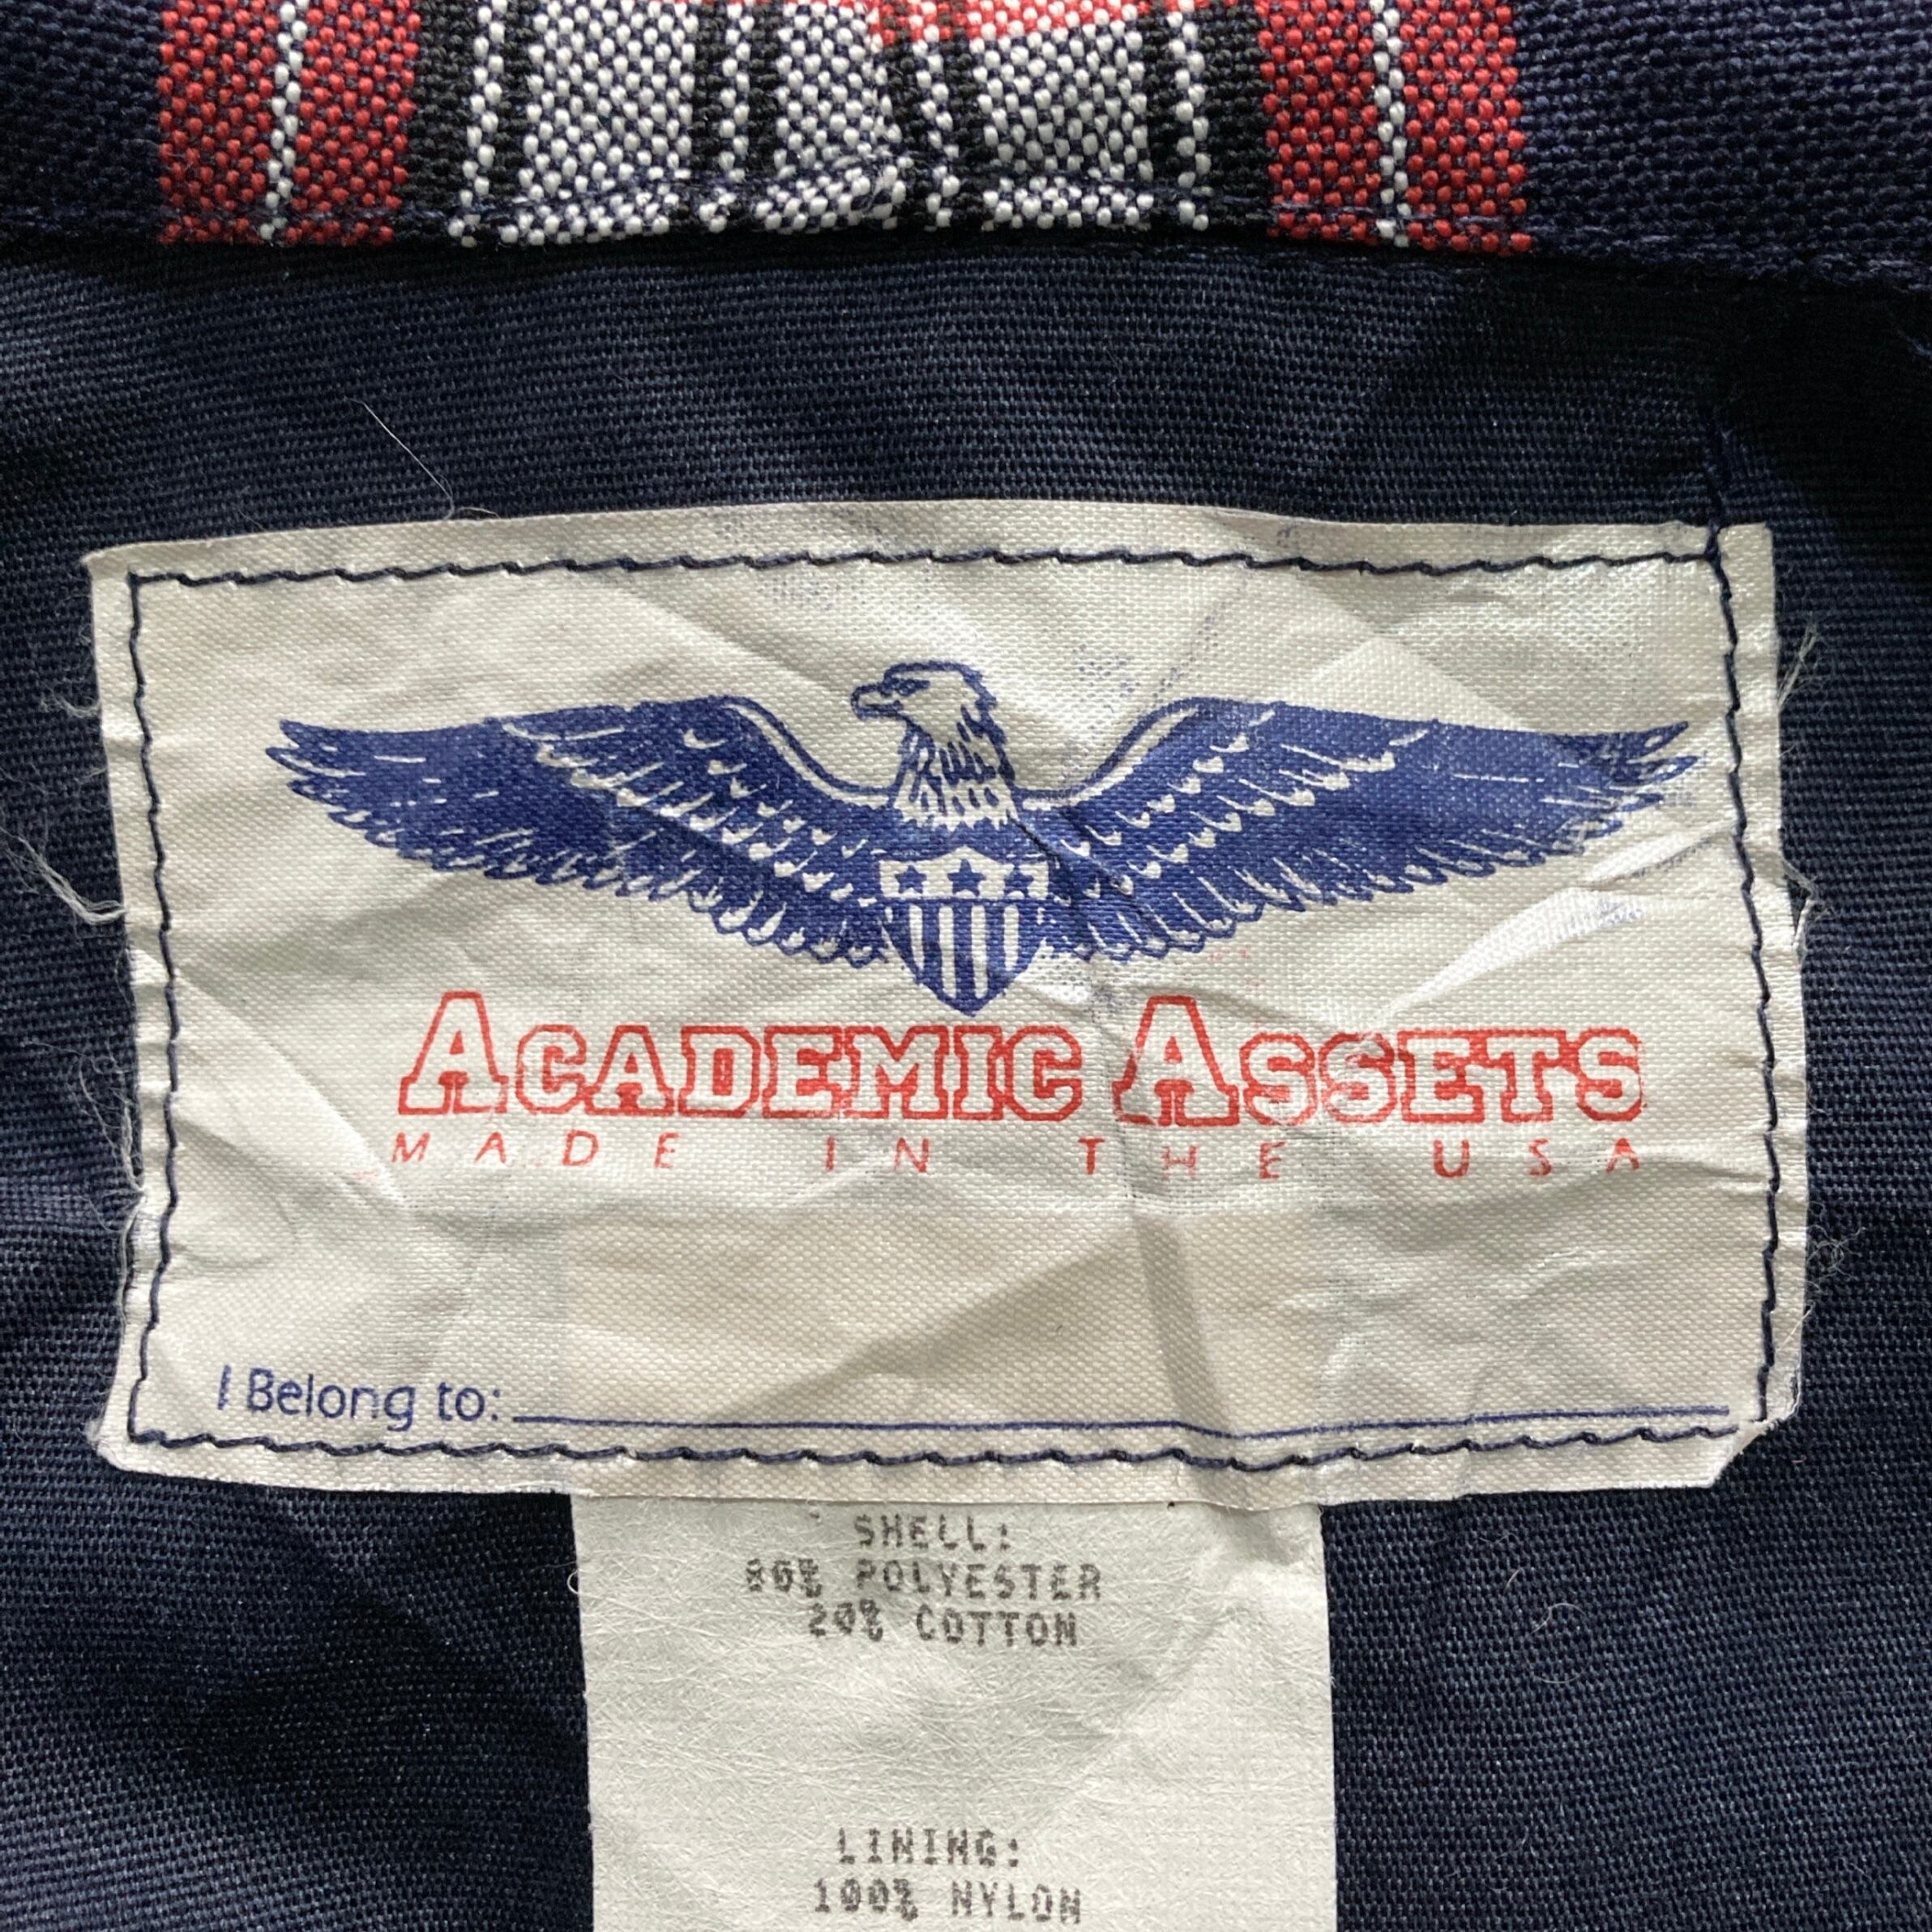 ACADEMIC ASSETS
MADE IN THE USA
I Belong to:
SHELL:
80% POLYESTER
20% COTTON
LINING:
100% NYLON